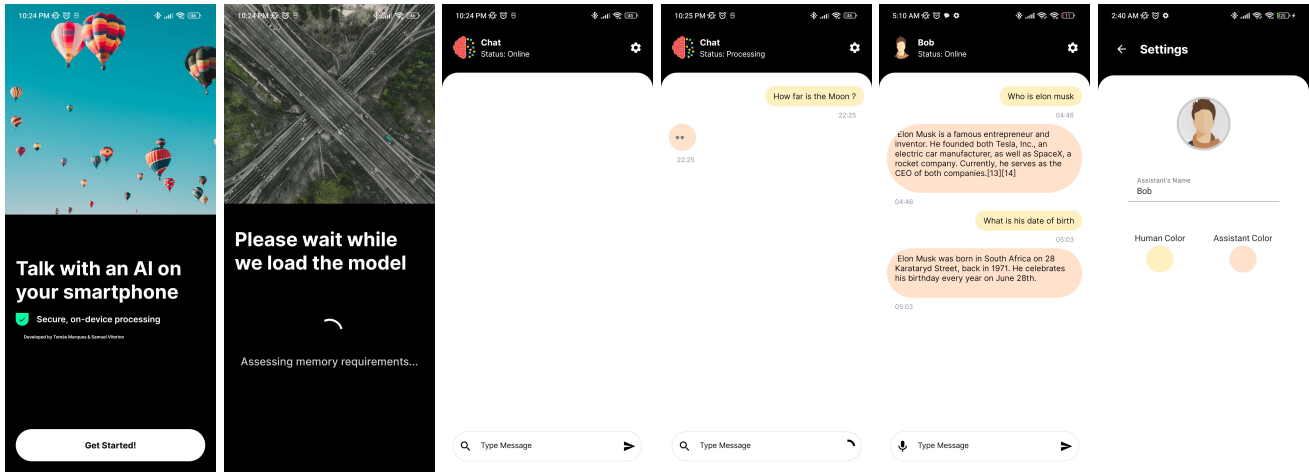 10:24 PM
Talk with an AI on
your smartphone
Secure, on-device processing
Developed by Tomás Marques & Samuel Vitorino
Get Started!
10:24 PM
Please wait while
we load the model
Assessing memory requirements...
10:24 PM
Chat
Status: Online
Type Message
10:25 PM
Chat
Status: Processing
How far is the Moon ?
22:25
22:25
Type Message
5:10 AM
Bob
Status: Online
Who is elon musk
04:46
Elon Musk is a famous entrepreneur and
inventor. He founded both Tesla, Inc., an
electric car manufacturer, as well as SpaceX, a
rocket company. Currently, he serves as the
CEO of both companies.[13][14]
04:46
What is his date of birth
05:03
Elon Musk was born in South Africa on 28
Karataryd Street, back in 1971. He celebrates
his birthday every year on June 28th.
05:03
Type Message
2:40 AM
Settings
Assistant's Name
Bob
Human Color
Assistant Color